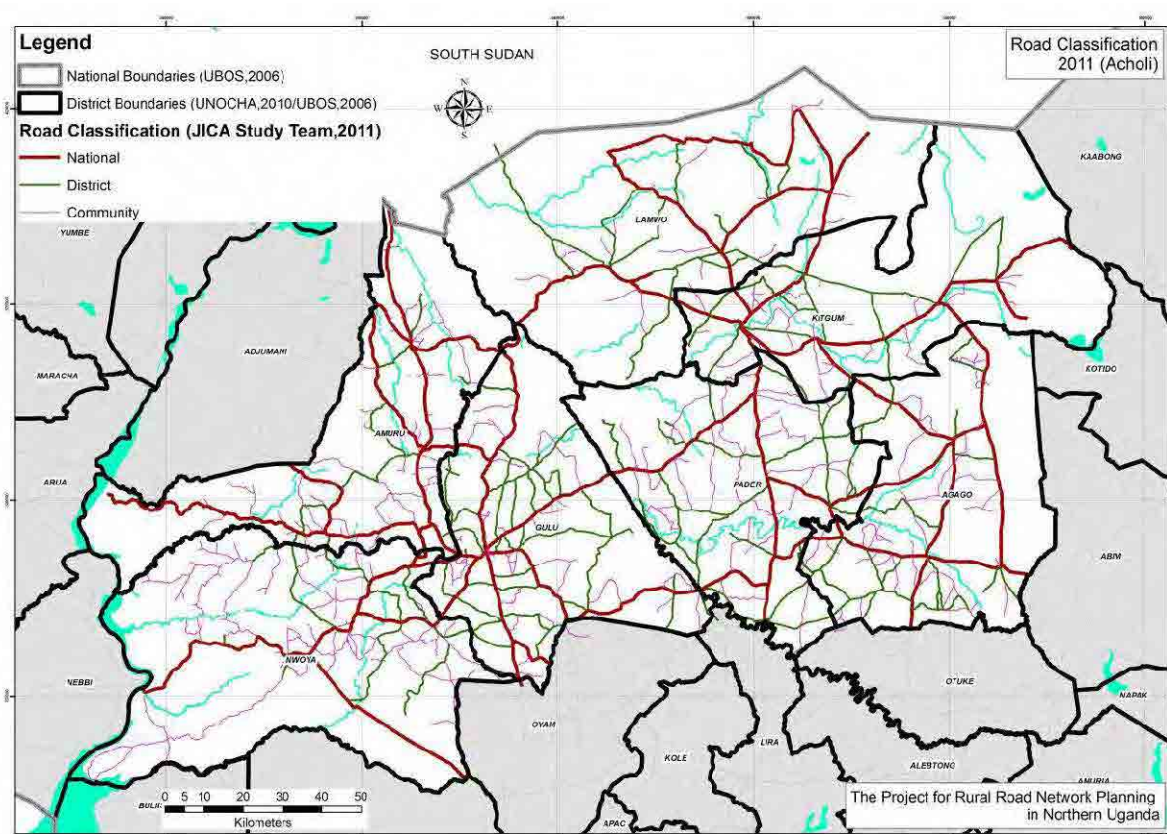 Legend
National Boundaries (UBOS,2006)
District Boundaries (UNOCHA,2010/UBOS,2006)
Road Classification (JICA Study Team,2011)
National
District
Community
SOUTH SUDAN
N
W E
S
Road Classification
2011 (Acholi)
KAABONG
YUMBE
LAMWO
KITGUM
ADJUMANI
KOTIDO
MARACHA
AMURU
ARUA
PADER
AGAGO
GULU
ABIM
NWOYA
NEBBI
OTUKE
NAPAK
OYAM
LIRA
KOLE
ALEBTONG
AMURIA
APAC
0 5 10 20 30 40 50
Kilometers
The Project for Rural Road Network Planning
in Northern Uganda